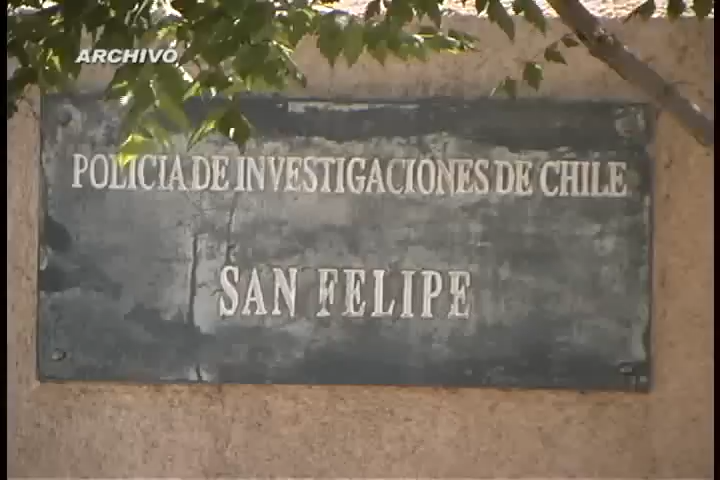 ARCHIVO
POLICIA DE INVESTIGACIONES DE CHILE
SAN FELIPE